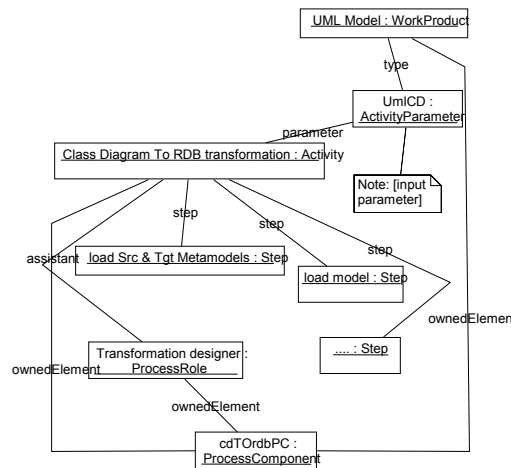 UML Model : WorkProduct
type
UmlCD :
ActivityParameter
parameter
Class Diagram To RDB transformation : Activity
Note: [input
parameter]
step
step
assistant
step
load Src & Tgt Metamodels : Step
load model : Step
ownedElement
Transformation designer :
ProcessRole
.... : Step
ownedElement
ownedElement
cdTOrdbPC :
ProcessComponent